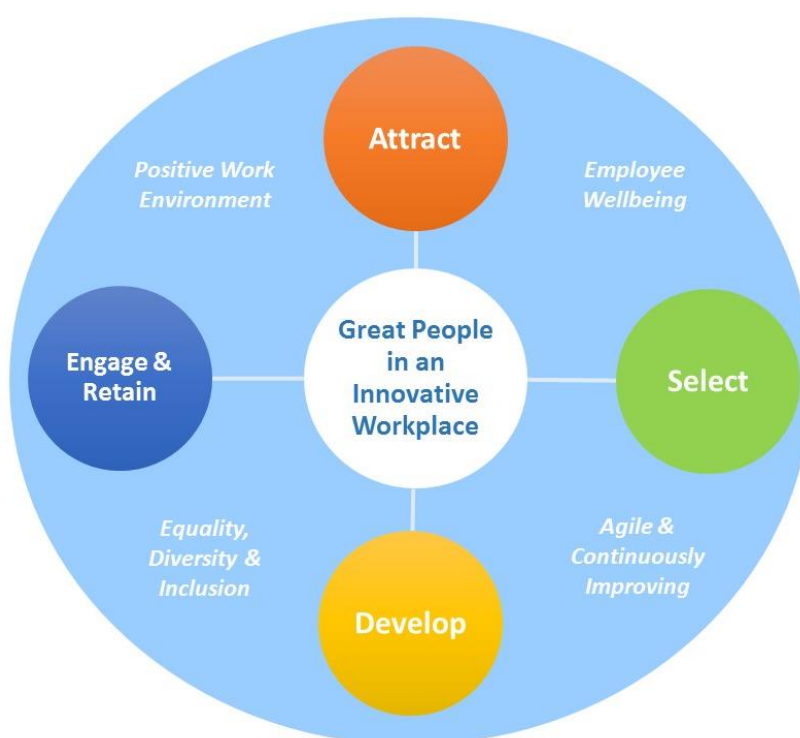 Attract
Positive Work
Environment
Employee
Wellbeing
Engage &
Retain
Great People
in an
Innovative
Workplace
Select
Equality,
Diversity &
Inclusion
Agile &
Continuously
Improving
Develop